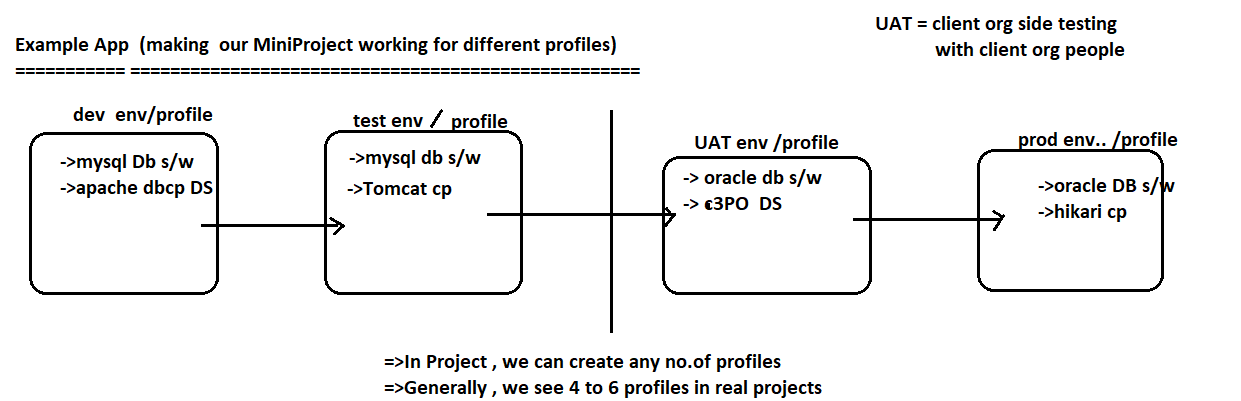 UAT = client org side testing
with client org people
Example App (making our MiniProject working for different profiles)
=========== ===================================================
dev env/profile
->mysql Db s/w
->apache dbcp DS
test env / profile
->mysql db s/w
->Tomcat cp
UAT env /profile
-> oracle db s/w
-> c3PO DS
prod env.. /profile
->oracle DB s/w
->hikari cp
=>In Project , we can create any no.of profiles
=>Generally , we see 4 to 6 profiles in real projects